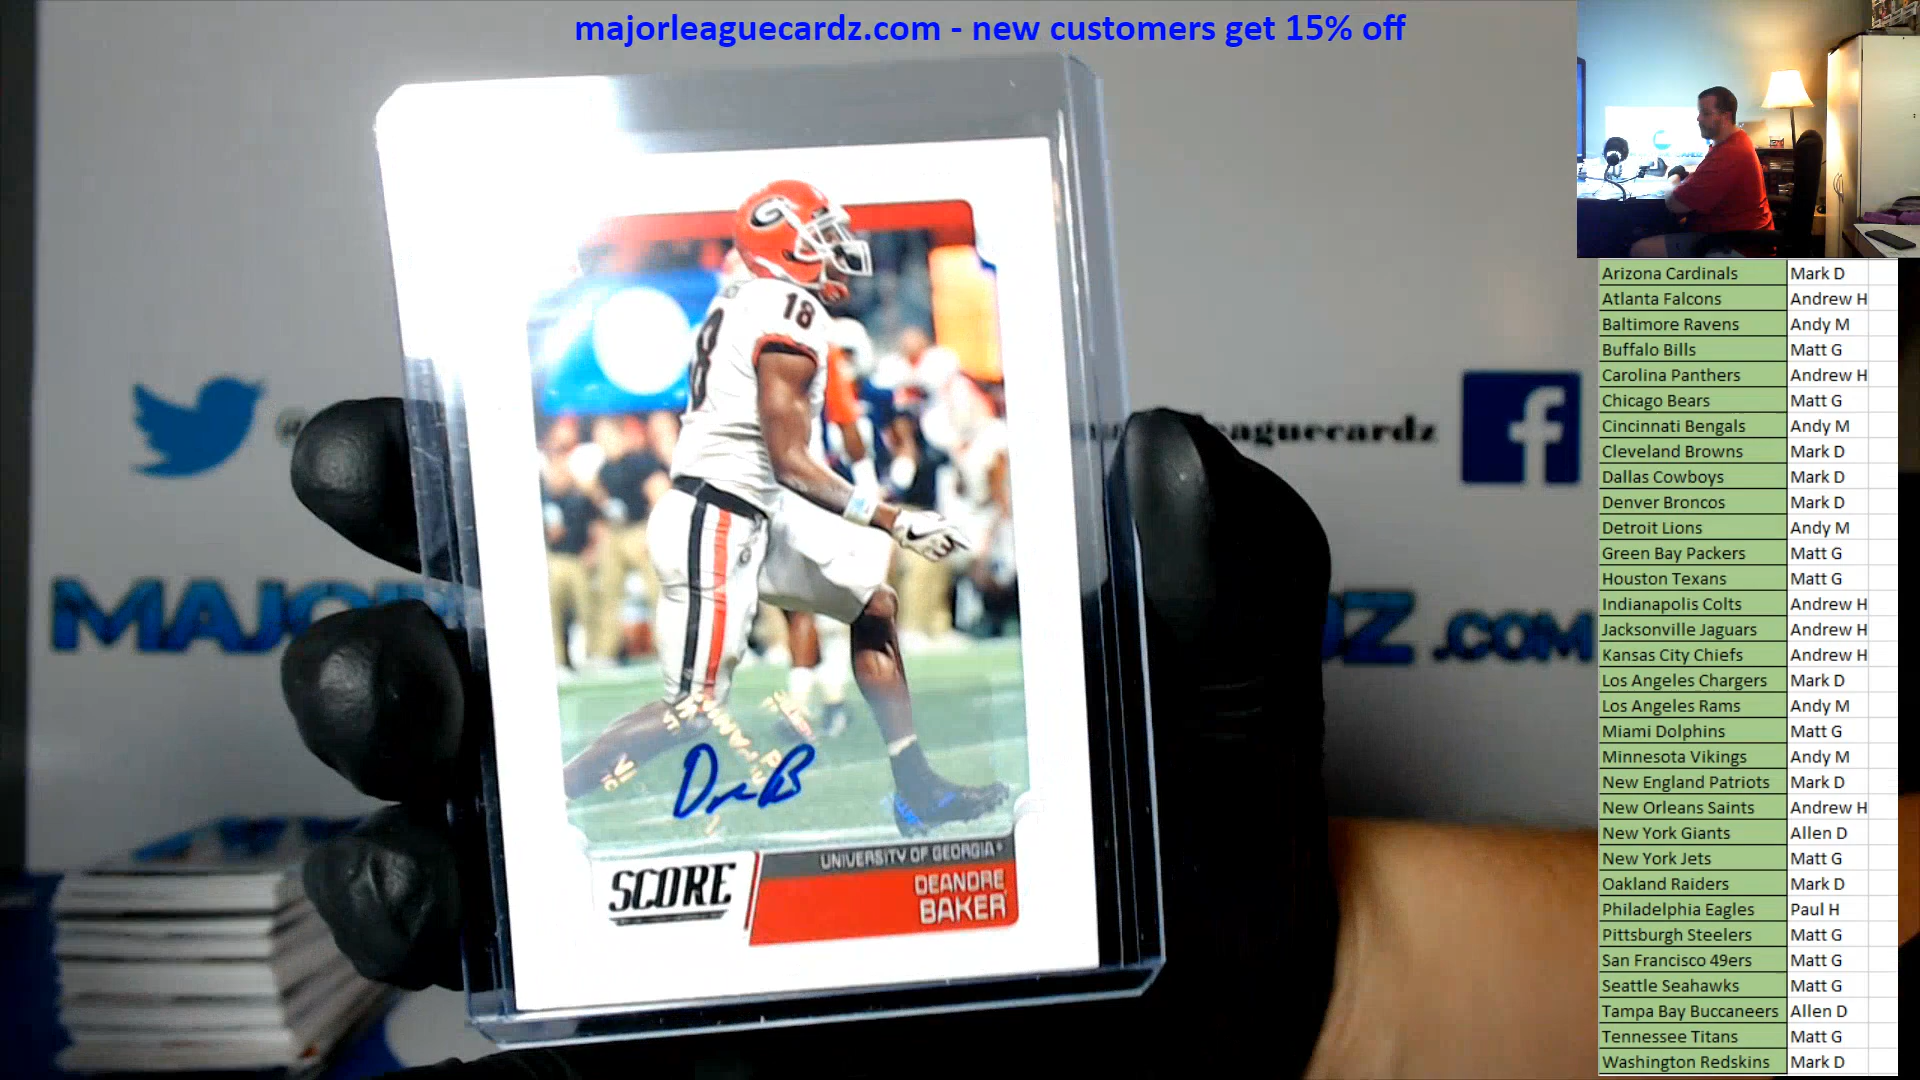 majorleaguecardz.com - new customers get 15% off
18
8
UNIVERSITY OF GEORGIA
SCORE
DEANDRE
BAKER
.COM
Arizona Cardinals Mark D
Atlanta Falcons Andrew H
Baltimore Ravens Andy M
Buffalo Bills Matt G
Carolina Panthers Andrew H
Chicago Bears Matt G
Cincinnati Bengals Andy M
Cleveland Browns Mark D
Dallas Cowboys Mark D
Denver Broncos Mark D
Detroit Lions Andy M
Green Bay Packers Matt G
Houston Texans Matt G
Indianapolis Colts Andrew H
Jacksonville Jaguars Andrew H
Kansas City Chiefs Andrew H
Los Angeles Chargers Mark D
Los Angeles Rams Andy M
Miami Dolphins Matt G
Minnesota Vikings Andy M
New England Patriots Mark D
New Orleans Saints Andrew H
New York Giants Allen D
New York Jets Matt G
Oakland Raiders Mark D
Philadelphia Eagles Paul H
Pittsburgh Steelers Matt G
San Francisco 49ers Matt G
Seattle Seahawks Matt G
Tampa Bay Buccaneers Allen D
Tennessee Titans Matt G
Washington Redskins Mark D